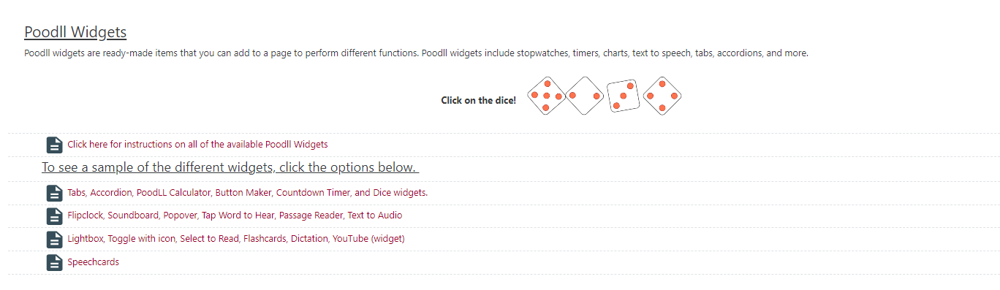 Poodll Widgets
Poodll widgets are ready-made items that you can add to a page to perform different functions. Poodll widgets include stopwatches, timers, charts, text to speech, tabs, accordions, and more.
Click on the dice!
Click here for instructions on all of the available Poodll Widgets
To see a sample of the different widgets, click the options below.
Tabs, Accordion, PoodLL Calculator, Button Maker, Countdown Timer, and Dice widgets.
Flipclock, Soundboard, Popover, Tap Word to Hear, Passage Reader, Text to Audio
Lightbox, Toggle with icon, Select to Read, Flashcards, Dictation, YouTube (widget)
Speechcards